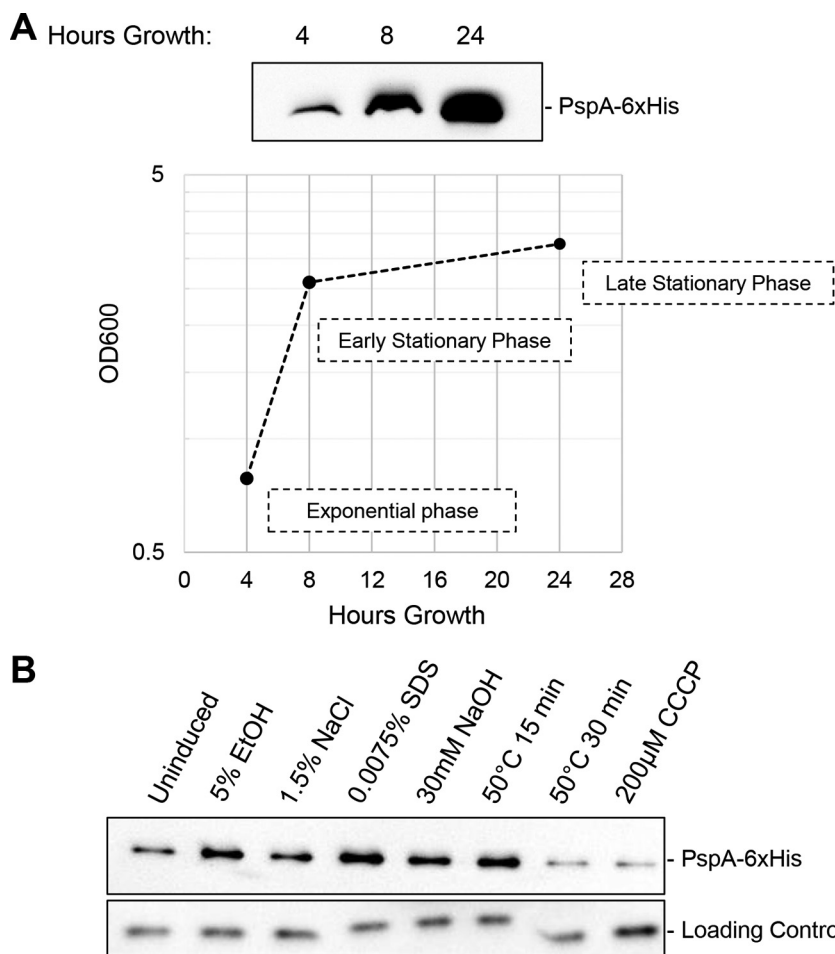 A
Hours Growth: 4 8 24
- PspA-6xHis
5
Late Stationary Phase
Early Stationary Phase
OD600
Exponential phase
0.5
0 4 8 12 16 20 24 28
Hours Growth
B
Uninduced
5% EtOH
1.5% NaCl
0.0075% SDS
30mM NaOH
50°C 15 min
50°C 30 min
200µM CCCP
- PspA-6xHis
- Loading Contro